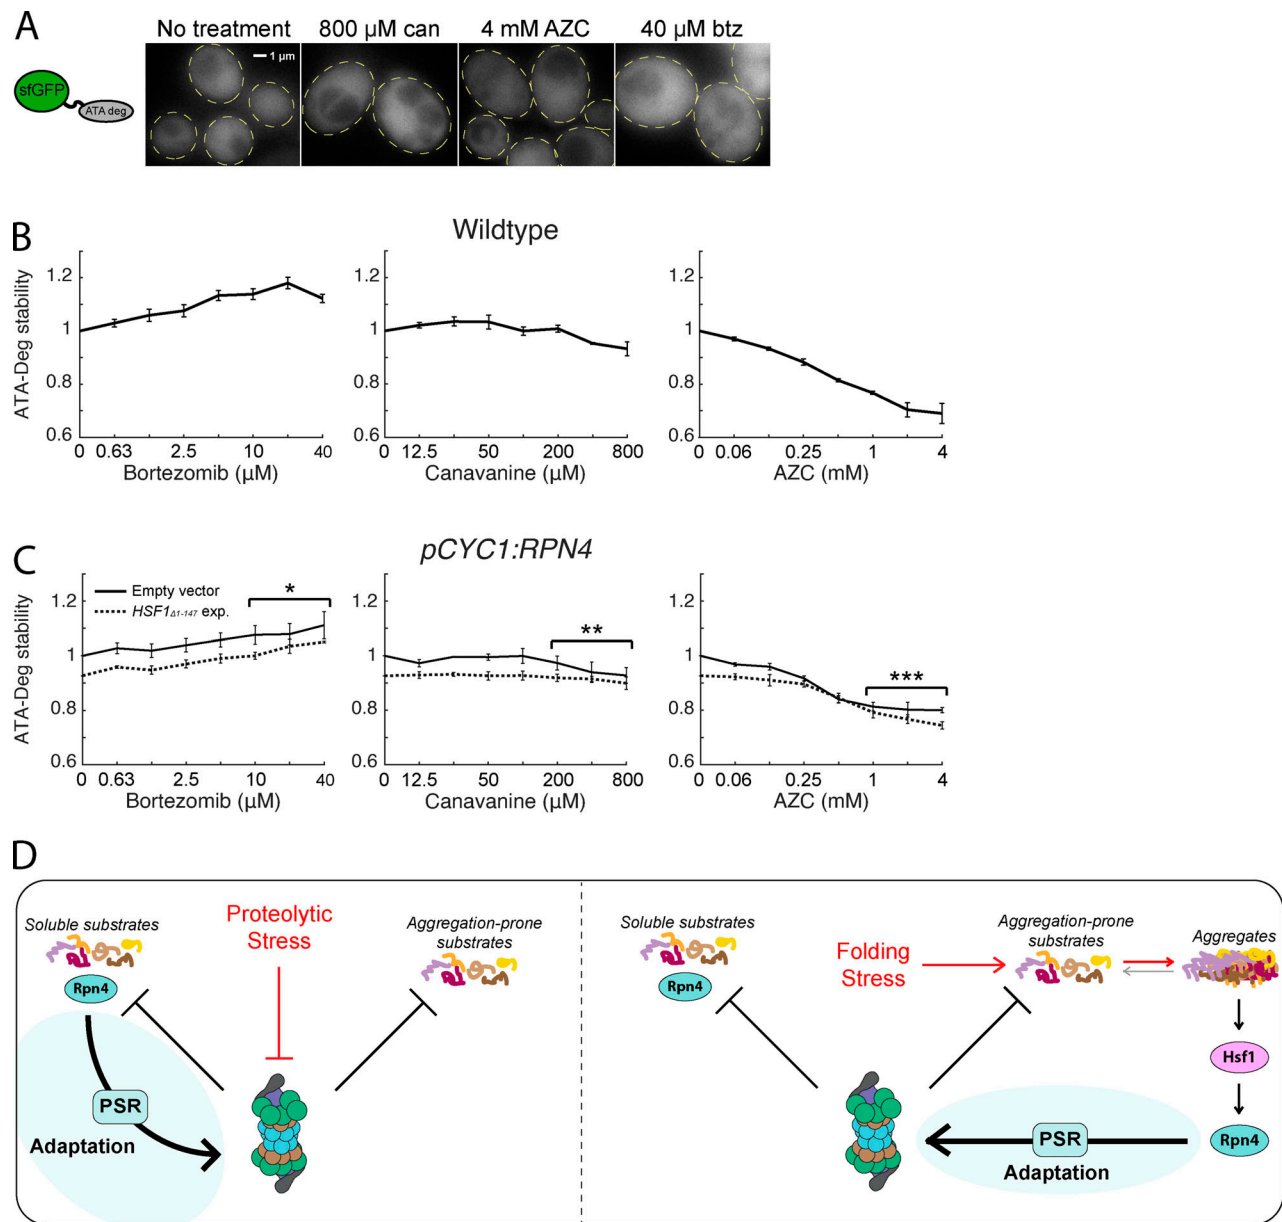 A
No treatment
800 µM can
4 mM AZC
40 µM btz
1 µm
sfGFP
ATA deg
B
Wildtype
ATA-Deg stability
1.2
1
0.8
0.6
0 0.63 2.5 10 40
Bortezomib (µM)
1.2
1
0.8
0.6
0 12.5 50 200 800
Canavanine (µM)
1.2
1
0.8
0.6
0 0.06 0.25 1 4
AZC (mM)
C
pCYC1:RPN4
ATA-Deg stability
1.2
1
0.8
0.6
Empty vector
HSF1Δ1-147 exp.
*
0 0.63 2.5 10 40
Bortezomib (µM)
1.2
1
0.8
0.6
**
0 12.5 50 200 800
Canavanine (µM)
1.2
1
0.8
0.6
***
0 0.06 0.25 1 4
AZC (mM)
D
Soluble substrates
Rpn4
Proteolytic
Stress
Aggregation-prone
substrates
PSR
Adaptation
Soluble substrates
Rpn4
Folding
Stress
Aggregation-prone
substrates
Aggregates
Hsf1
Rpn4
PSR
Adaptation